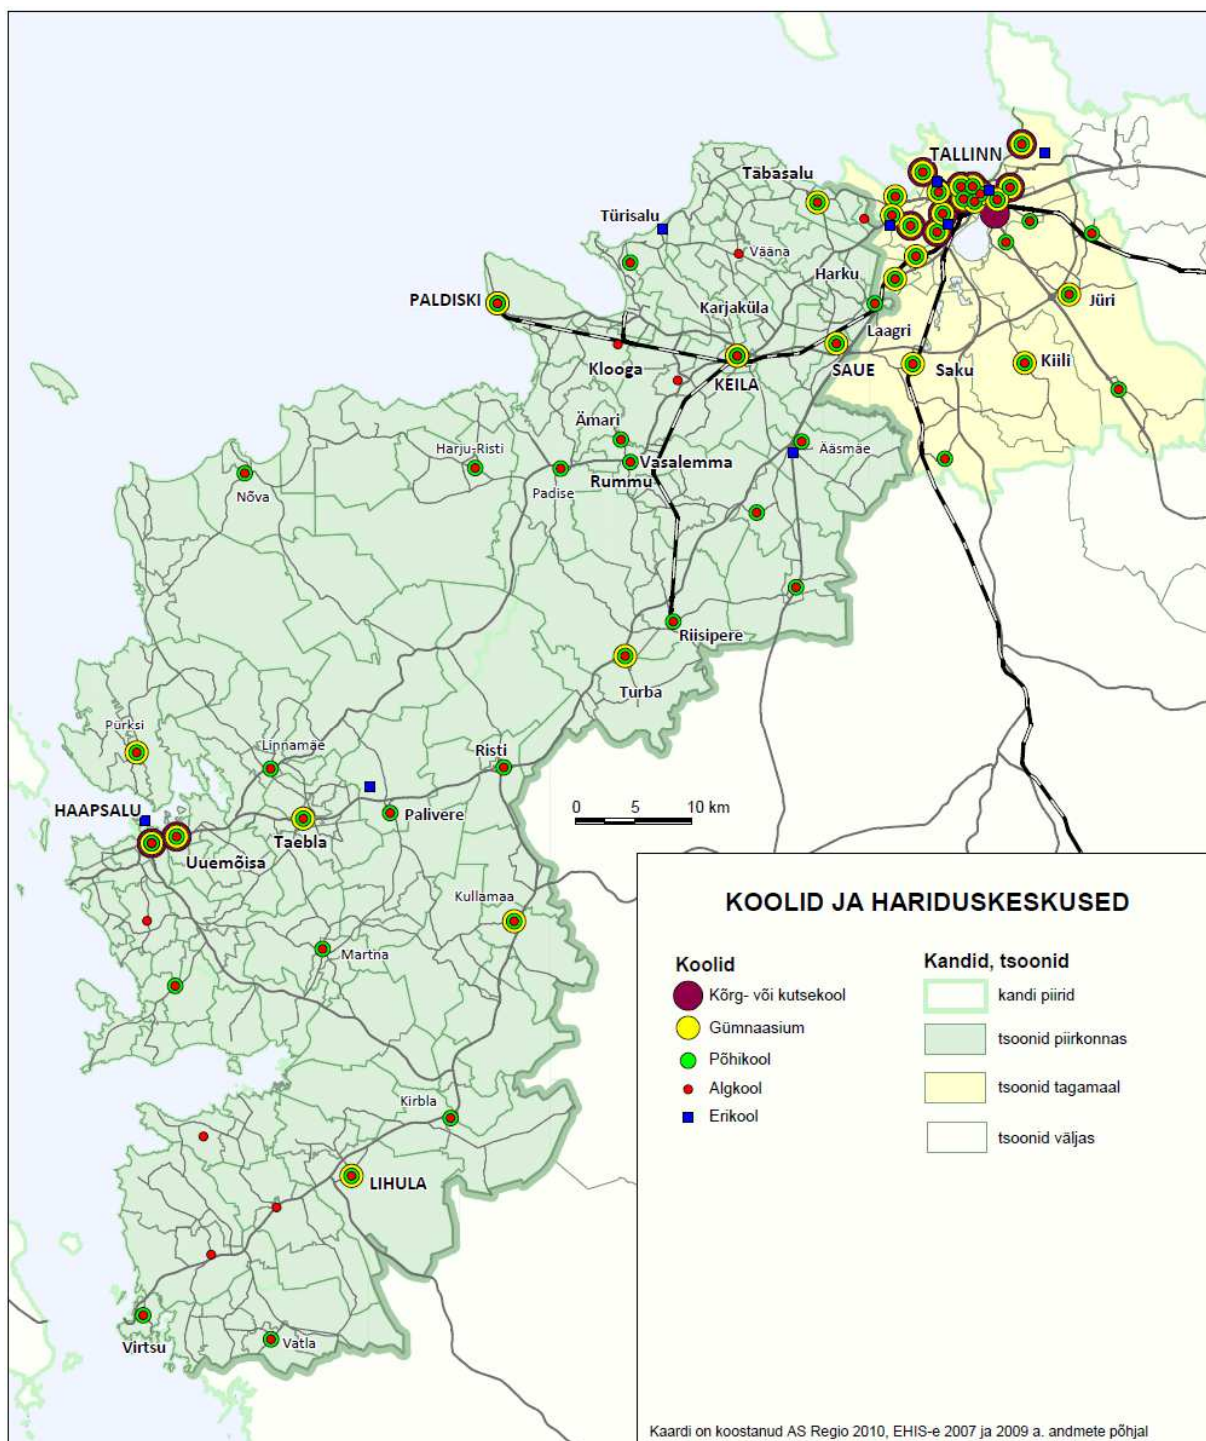 TALLINN
Tabasalu
Türisalu
Vääna
Harku
PALDISKI
Karjaküla
Jüri
Laagri
Klooga
KEILA
SAUE
Saku
Kiili
Ämari
Harju-Risti
Ääsmäe
Vasalemma
Rummu
Padise
Nõva
Riisipere
Turba
Pürksi
Linnamäe
Risti
0 5 10 km
HAAPSALU
Palivere
Taebla
Uuemõisa
Kullamaa
Martna
Kirbla
LIHULA
Virtsu
Vatla
KOOLID JA HARIDUSKESKUSED
Koolid
Kõrg- või kutsekool
Gümnaasium
Põhikool
Algkool
Erikool
Kandid, tsoonid
kandi piirid
tsoonid piirkonnas
tsoonid tagamaal
tsoonid väljas
Kaardi on koostanud AS Regio 2010, EHIS-e 2007 ja 2009 a. andmete põhjal